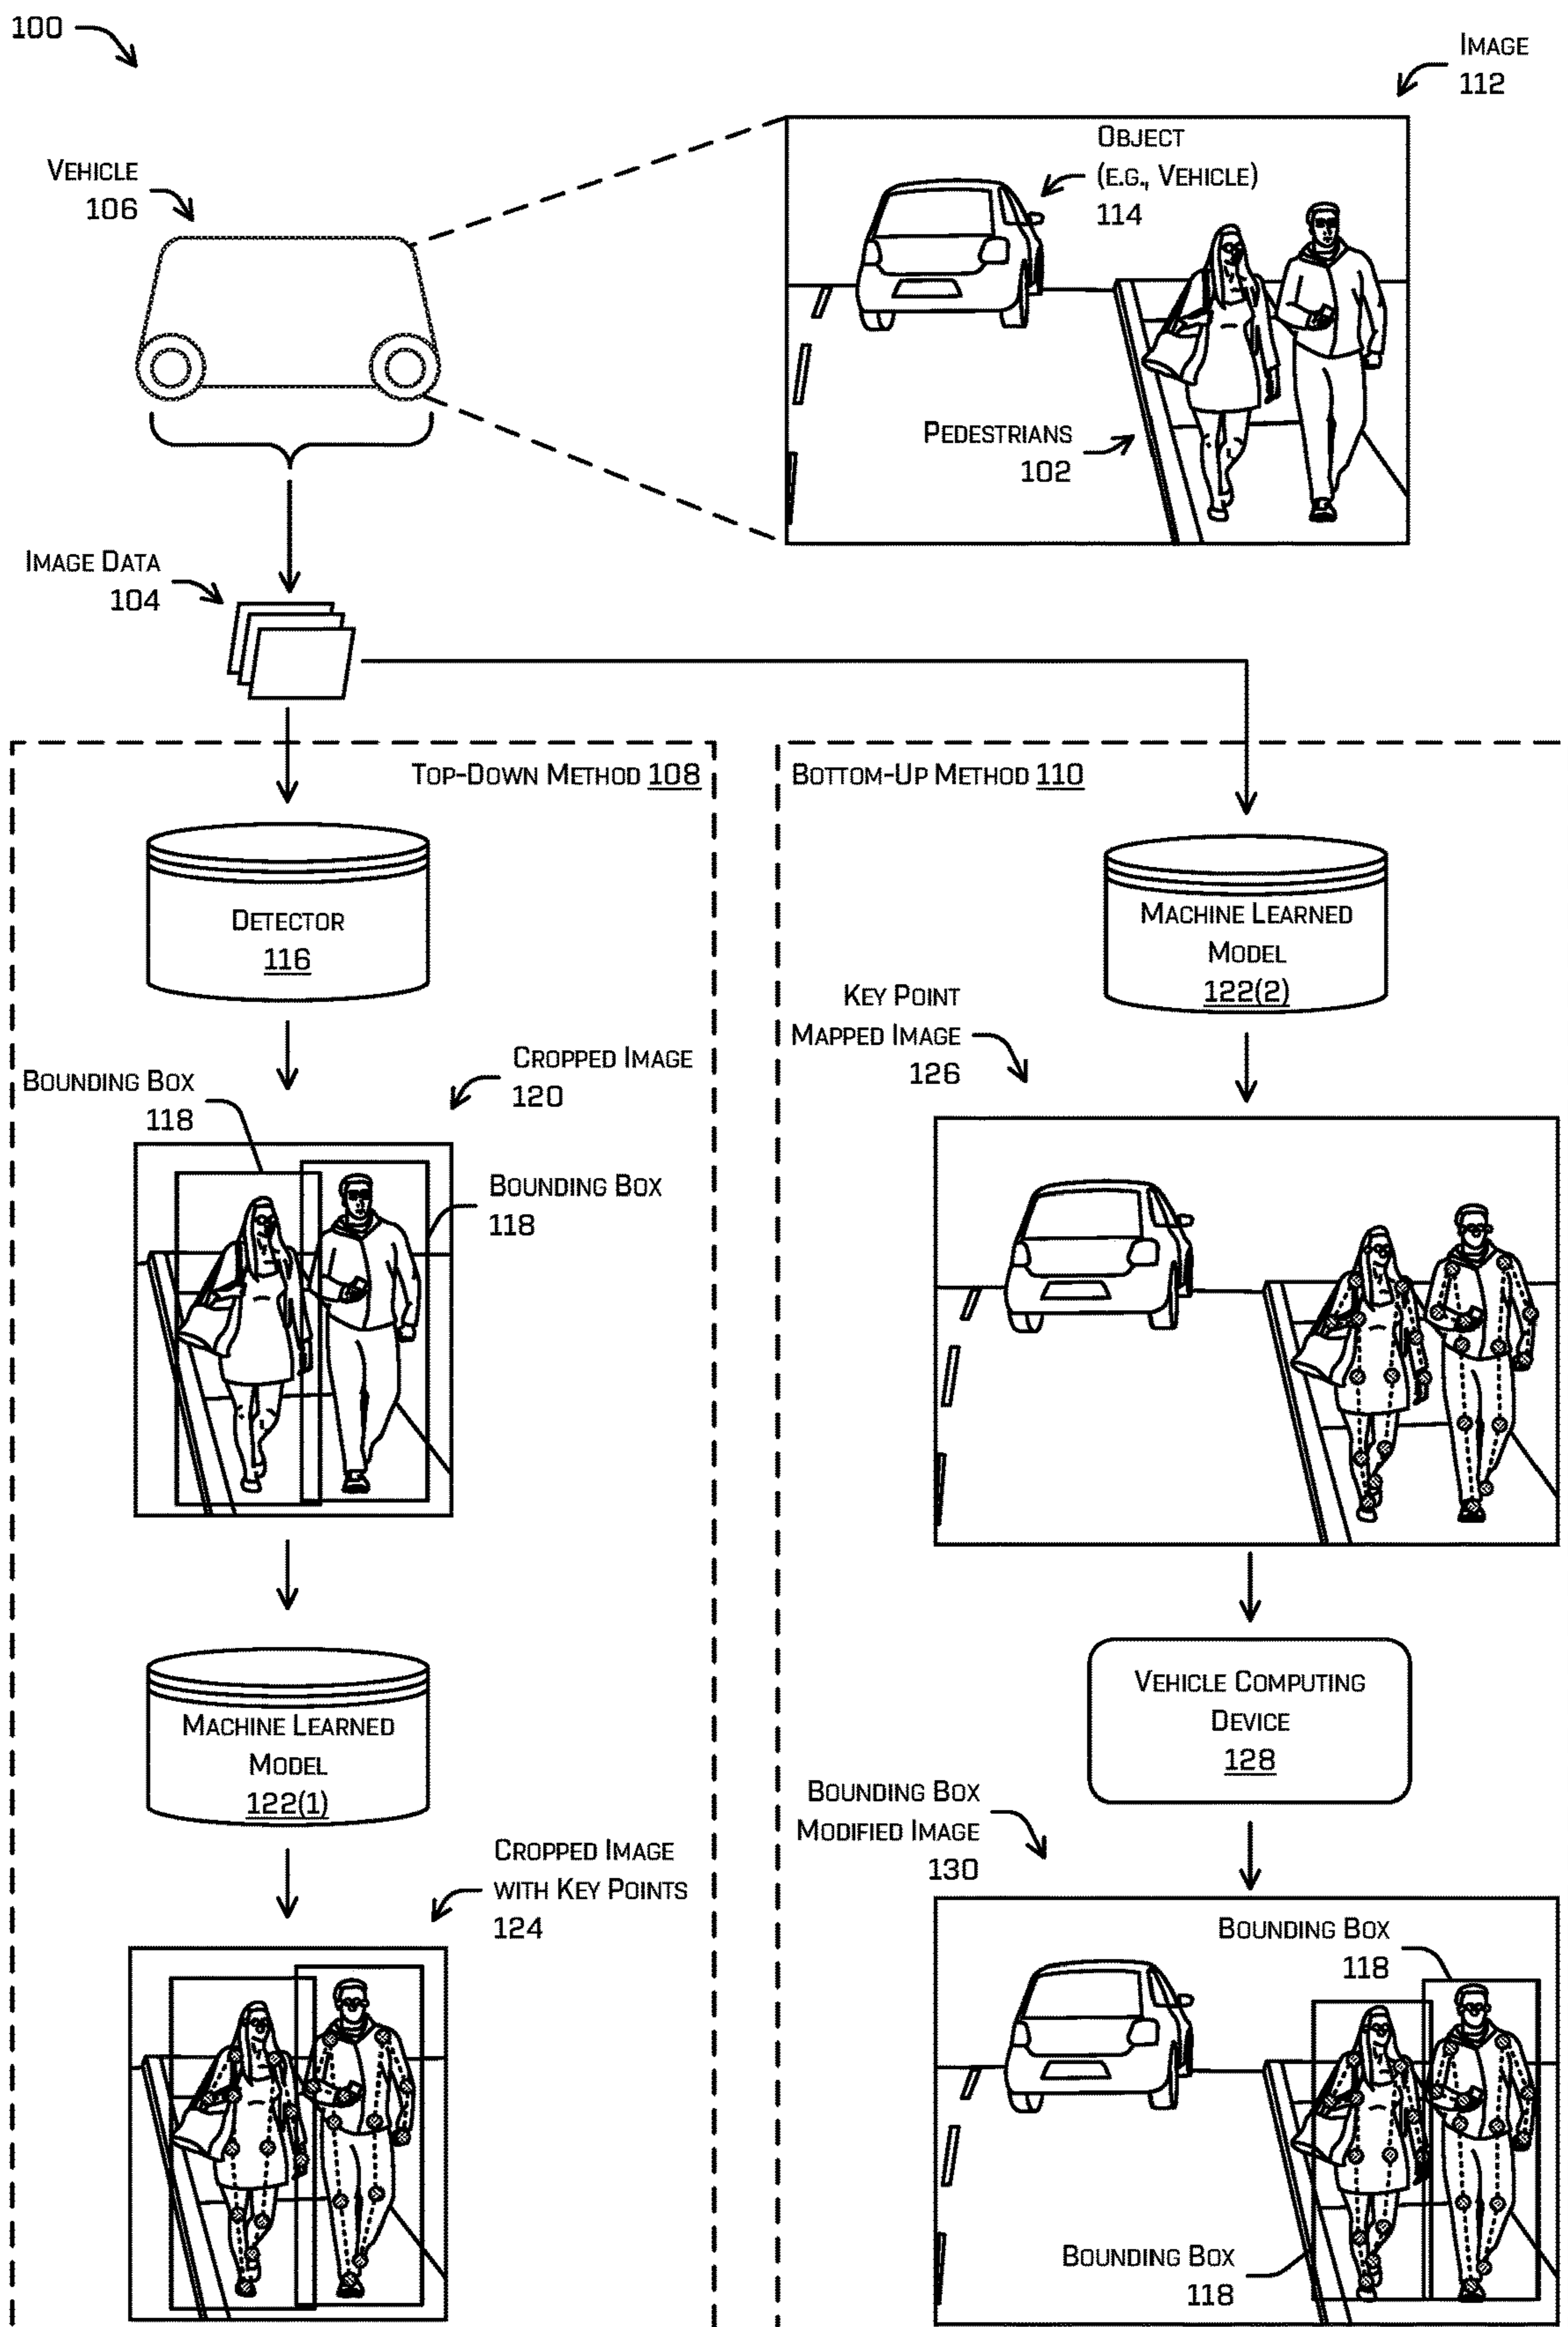 100
IMAGE
112
OBJECT
(E.G., VEHICLE)
114
VEHICLE
106
PEDESTRIANS
102
IMAGE DATA
104
TOP-DOWN METHOD 108
BOTTOM-UP METHOD 110
DETECTOR
116
MACHINE LEARNED
MODEL
122(2)
KEY POINT
MAPPED IMAGE
126
CROPPED IMAGE
120
BOUNDING BOX
118
BOUNDING BOX
118
MACHINE LEARNED
MODEL
122(1)
VEHICLE COMPUTING
DEVICE
128
BOUNDING BOX
MODIFIED IMAGE
130
CROPPED IMAGE
WITH KEY POINTS
124
BOUNDING BOX
118
BOUNDING BOX
118